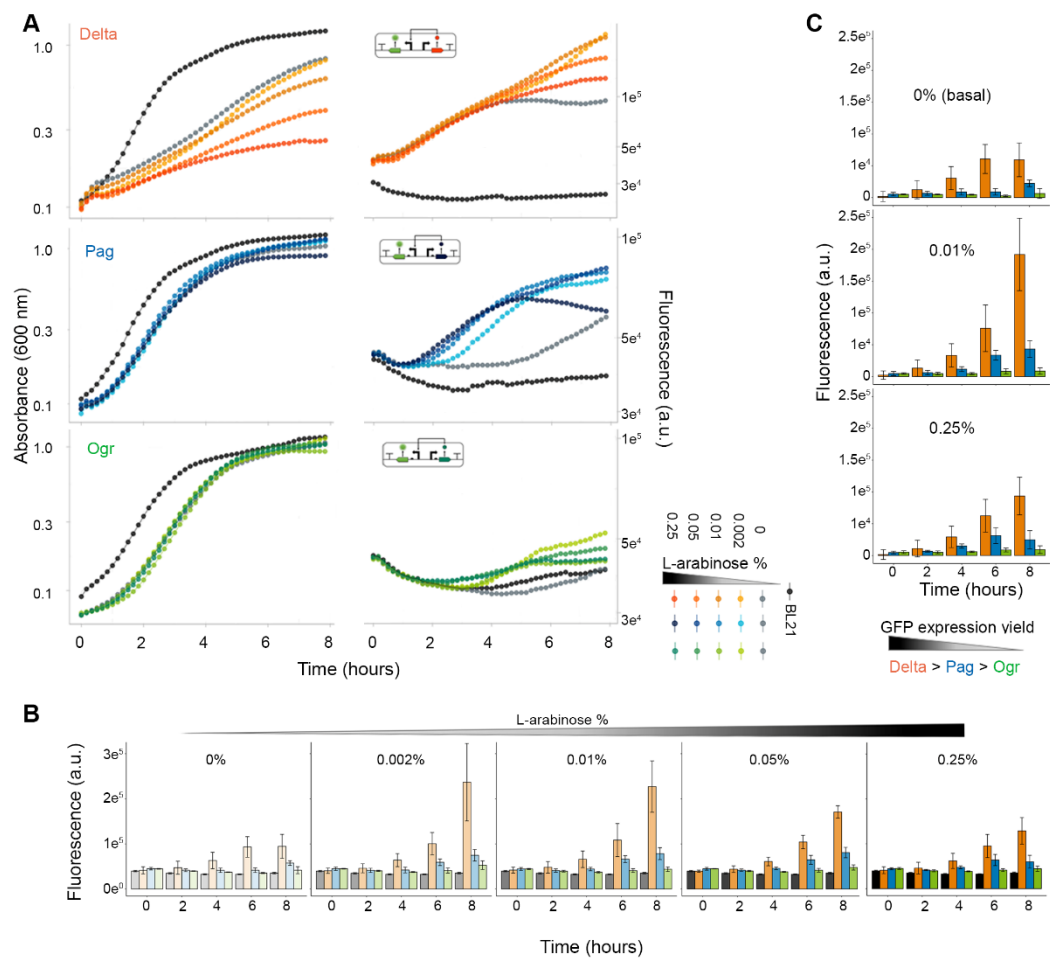 A
Delta
1.0
0.3
0.1
1e⁵
5e⁴
3e⁴
Pag
1.0
0.3
0.1
1e⁵
5e⁴
3e⁴
Ogr
1.0
0.3
0.1
1e⁵
5e⁴
3e⁴
Absorbance (600 nm)
Fluorescence (a.u.)
0 2 4 6 8
0 2 4 6 8
Time (hours)
0.25 0.05 0.01 0.002 0
L-arabinose %
BL21
C
2.5e⁵
2e⁵
1.5e⁵
1e⁵
1e⁴
0
0% (basal)
2.5e⁵
2e⁵
1.5e⁵
1e⁵
1e⁴
0
0.01%
2.5e⁵
2e⁵
1.5e⁵
1e⁵
1e⁴
0
0.25%
Fluorescence (a.u.)
0 2 4 6 8
Time (hours)
GFP expression yield
Delta > Pag > Ogr
B
L-arabinose %
Fluorescence (a.u.)
3e⁵
2e⁵
1e⁵
0e⁰
0% 0.002% 0.01% 0.05% 0.25%
0 2 4 6 8 0 2 4 6 8 0 2 4 6 8 0 2 4 6 8 0 2 4 6 8
Time (hours)